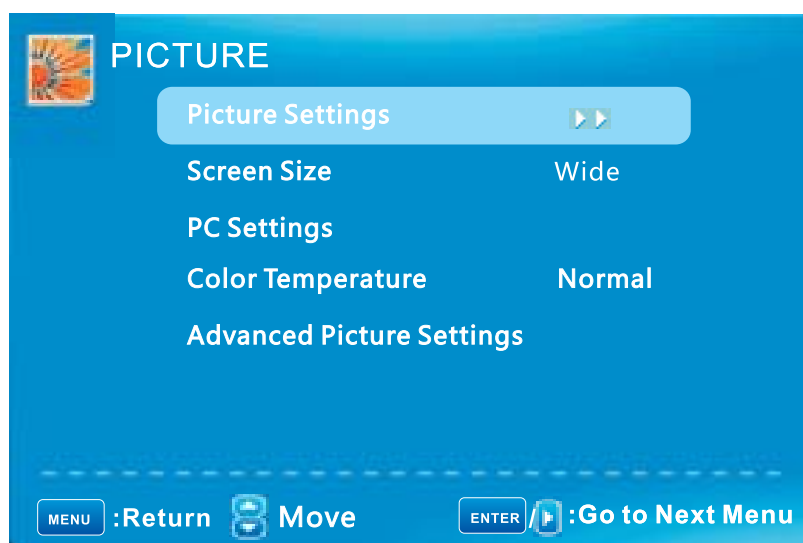 PICTURE
Picture Settings
Screen Size Wide
PC Settings
Color Temperature Normal
Advanced Picture Settings
MENU :Return Move ENTER / :Go to Next Menu